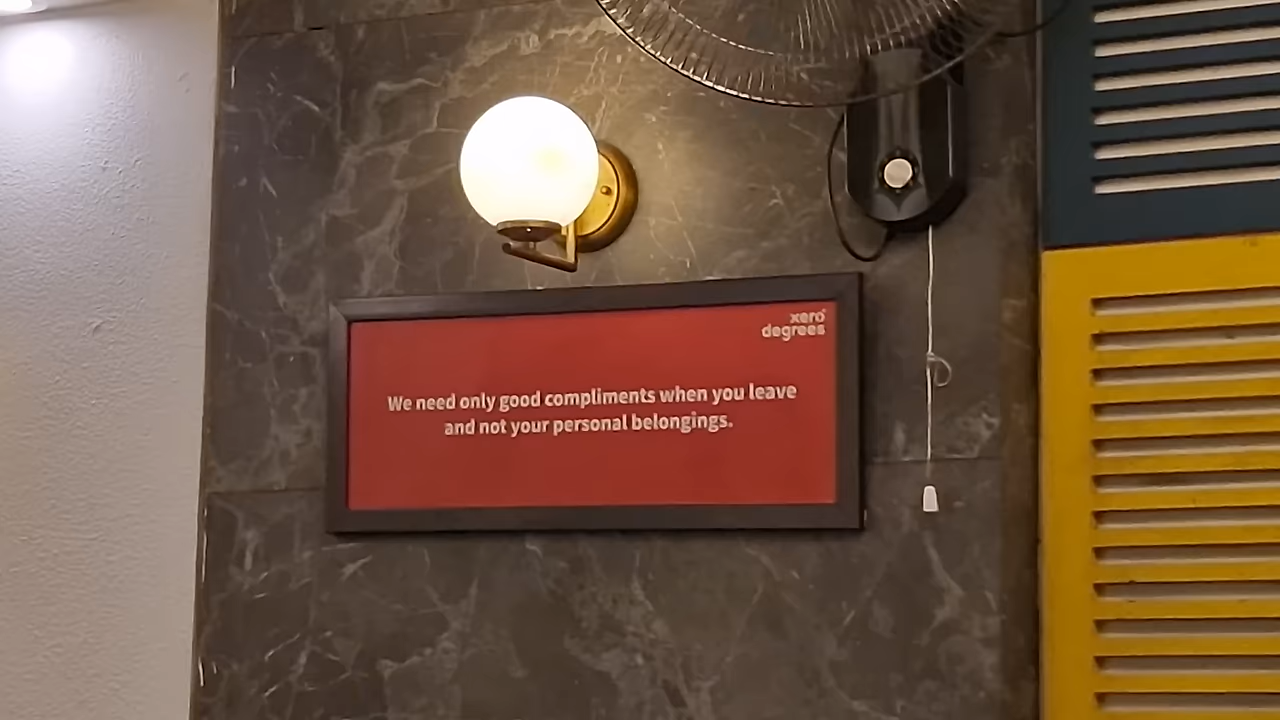 xero
degrees
We need only good compliments when you leave
and not your personal belongings.